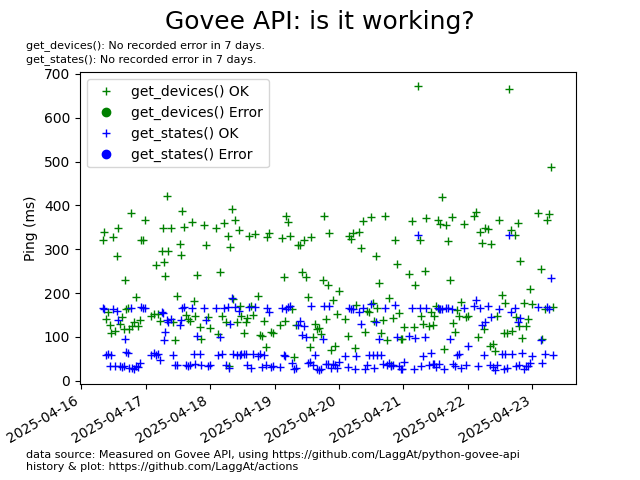 Govee API: is it working?
get_devices(): No recorded error in 7 days.
get_states(): No recorded error in 7 days.
get_devices() OK
get_devices() Error
get_states() OK
get_states() Error
Ping (ms)
700
600
500
400
300
200
100
0
2025-04-16
2025-04-17
2025-04-18
2025-04-19
2025-04-20
2025-04-21
2025-04-22
2025-04-23
data source: Measured on Govee API, using https://github.com/LaggAt/python-govee-api
history & plot: https://github.com/LaggAt/actions